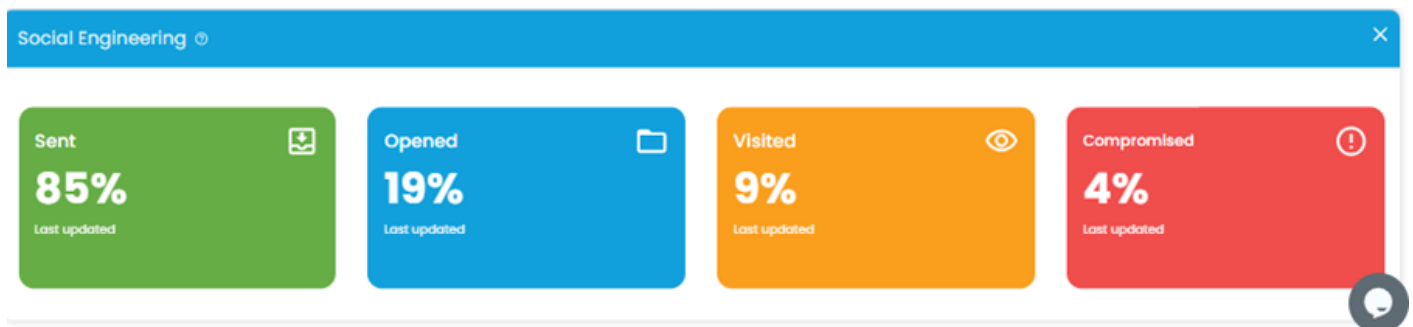 Social Engineering
Sent
85%
Last updated
Opened
19%
Last updated
Visited
9%
Last updated
Compromised
4%
Last updated